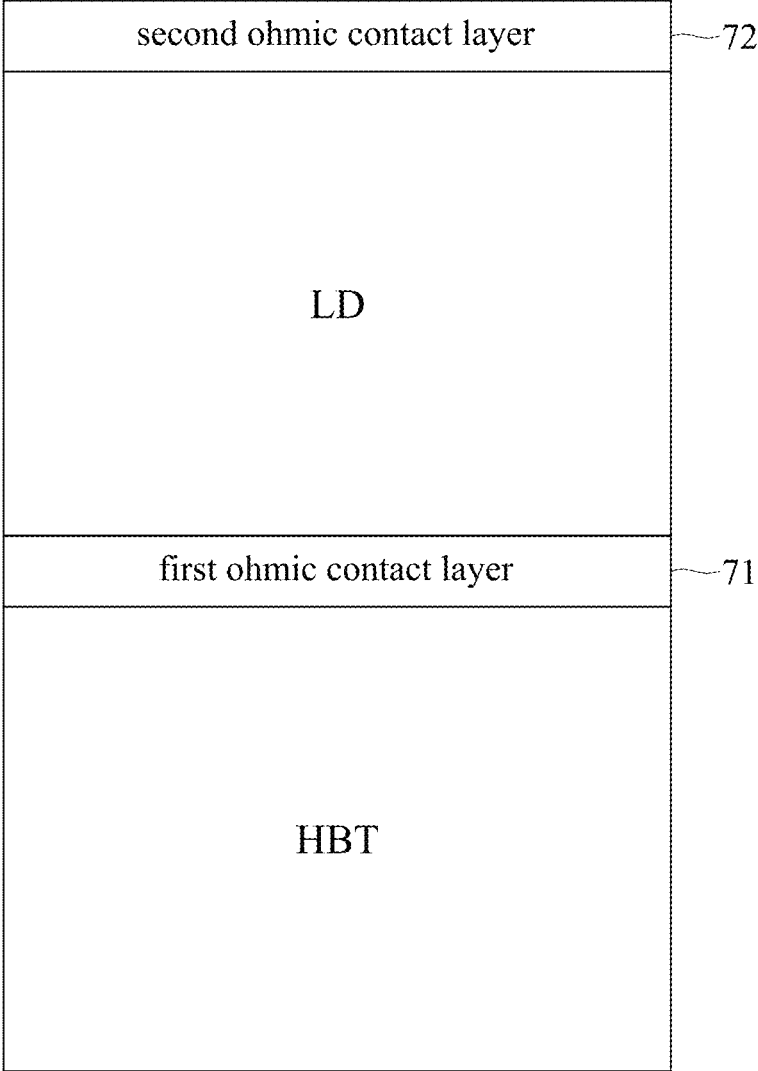 second ohmic contact layer
72
LD
first ohmic contact layer
71
HBT